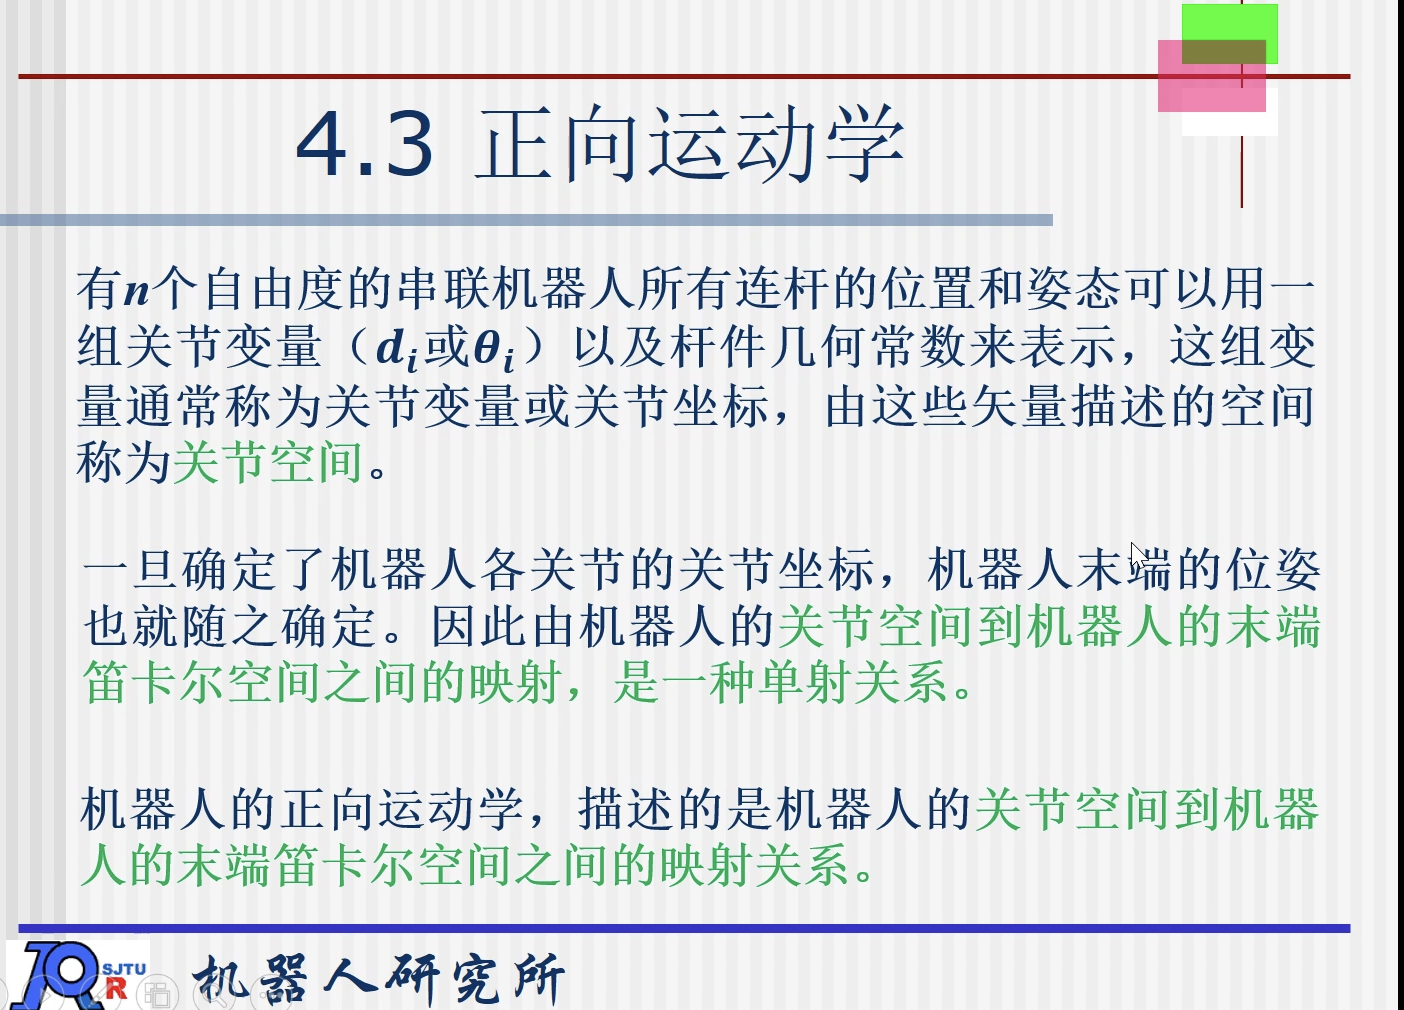 4.3 正向运动学
有n个自由度的串联机器人所有连杆的位置和姿态可以用一
组关节变量（di或θi）以及杆件几何常数来表示，这组变
量通常称为关节变量或关节坐标，由这些矢量描述的空间
称为关节空间。
一旦确定了机器人各关节的关节坐标，机器人末端的位姿
也就随之确定。因此由机器人的关节空间到机器人的末端
笛卡尔空间之间的映射，是一种单射关系。
机器人的正向运动学，描述的是机器人的关节空间到机器
人的末端笛卡尔空间之间的映射关系。
SJTU
R
机器人研究所